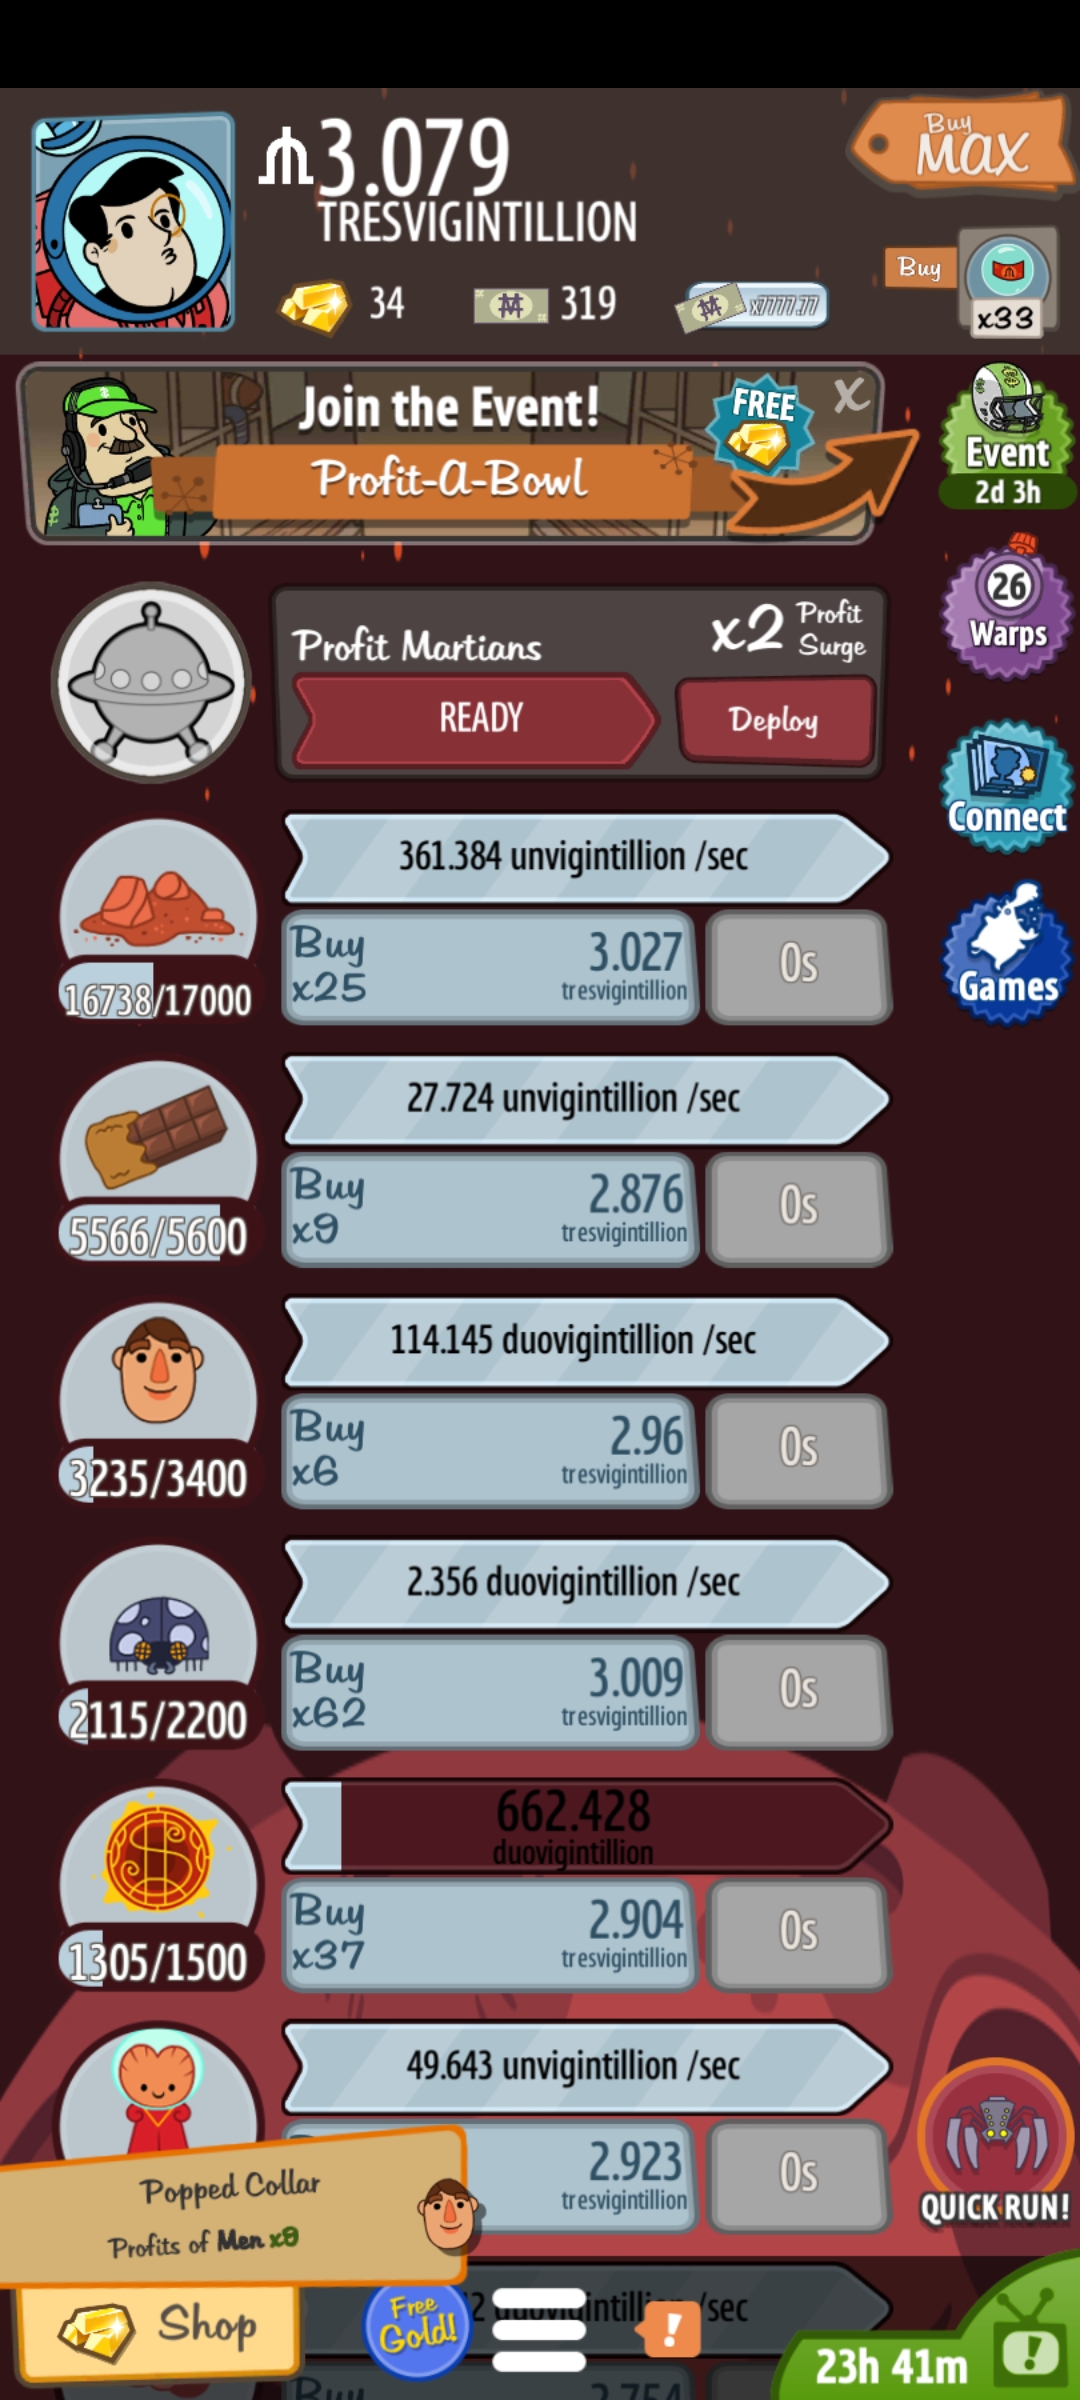 3.079
TRESVIGINTILLION
Buy
MAX
34
319
x7777.77
Buy
x33
Join the Event!
Profit-A-Bowl
FREE
X
Event
2d 3h
26
Warps
Profit Martians
x2 Profit Surge
READY
Deploy
Connect
Games
361.384 unvigintillion /sec
16738/17000
Buy x25
3.027
tresvigintillion
0s
27.724 unvigintillion /sec
5566/5600
Buy x9
2.876
tresvigintillion
0s
114.145 duovigintillion /sec
3235/3400
Buy x6
2.96
tresvigintillion
0s
2.356 duovigintillion /sec
2115/2200
Buy x62
3.009
tresvigintillion
0s
662.428
duovigintillion
1305/1500
Buy x37
2.904
tresvigintillion
0s
49.643 unvigintillion /sec
2.923
tresvigintillion
0s
QUICK RUN!
Popped Collar
Profits of Men x9
Shop
Free Gold!
2 duovigintillion /sec
!
23h 41m
!
Buy
2.754